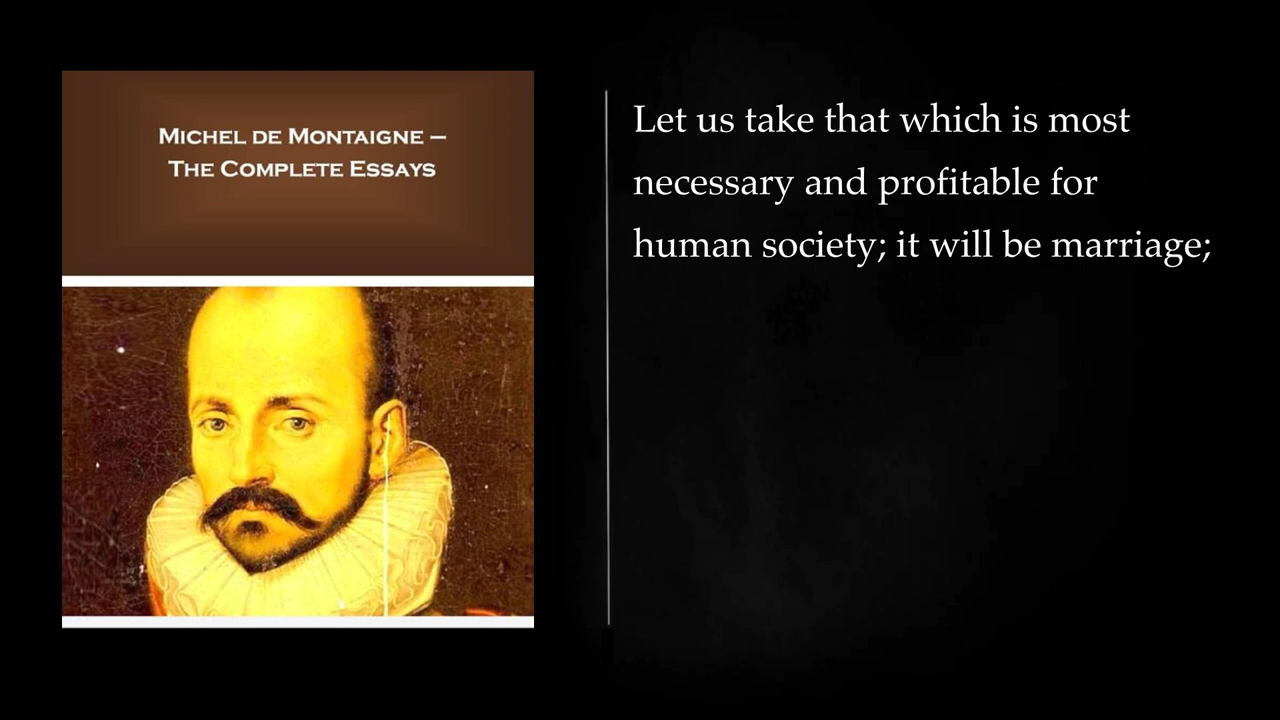 MICHEL DE MONTAIGNE –
THE COMPLETE ESSAYS
Let us take that which is most
necessary and profitable for
human society; it will be marriage;